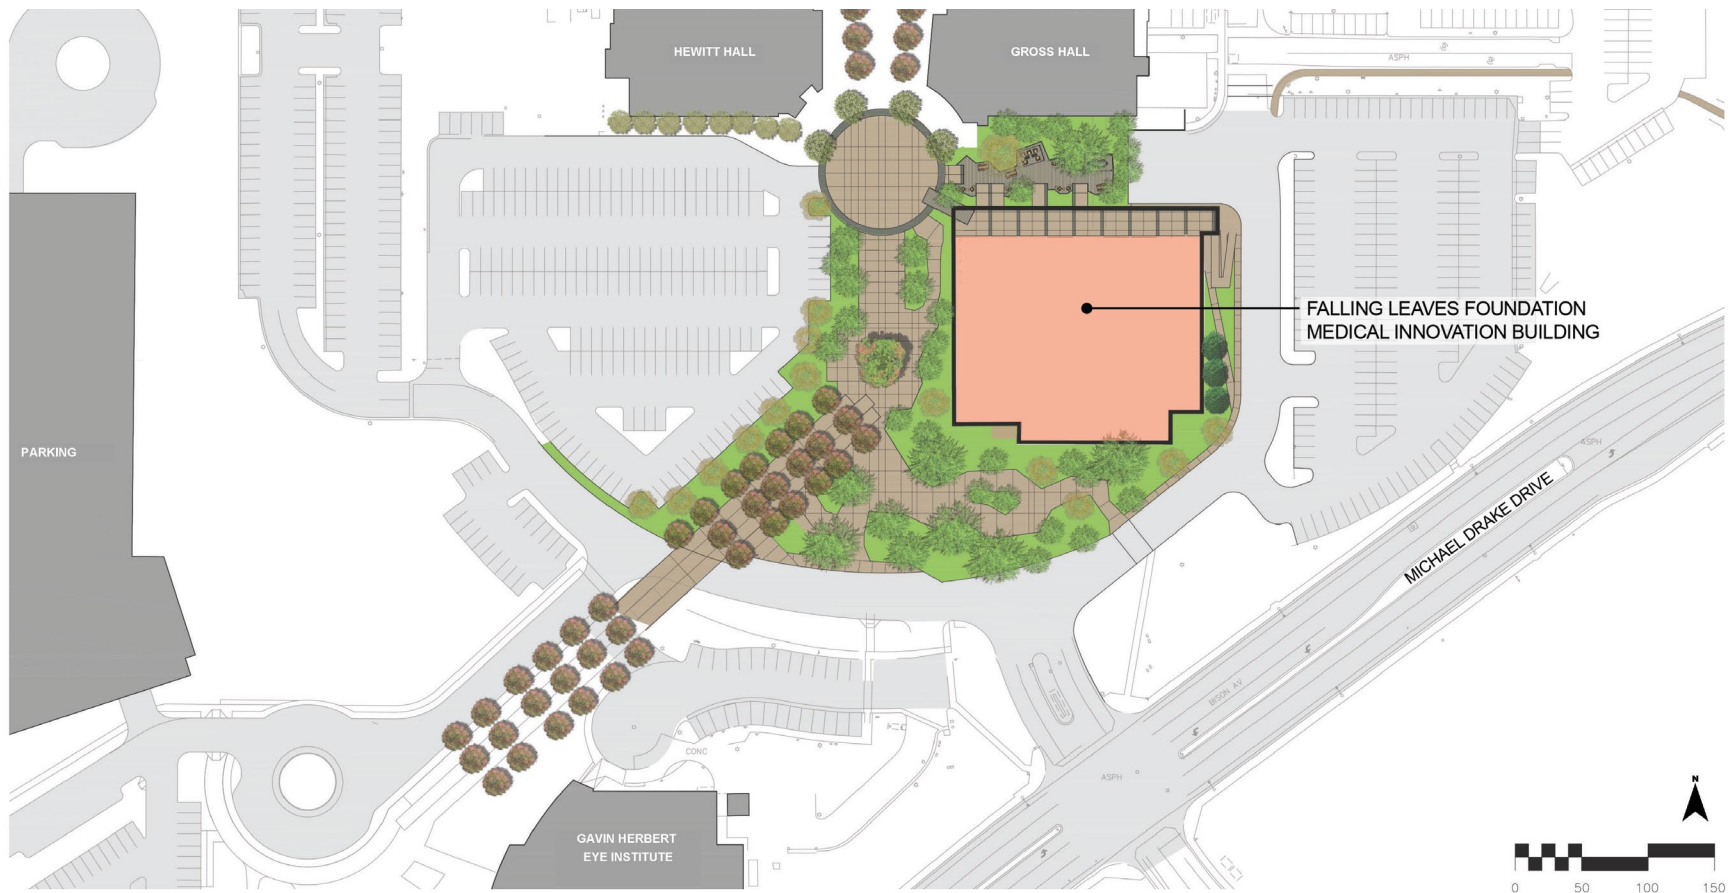 HEWITT HALL
GROSS HALL
ASPH
FALLING LEAVES FOUNDATION
MEDICAL INNOVATION BUILDING
PARKING
ASPH
MICHAEL DRAKE DRIVE
BISON AV
CONC
ASPH
N
GAVIN HERBERT
EYE INSTITUTE
0 50 100 150